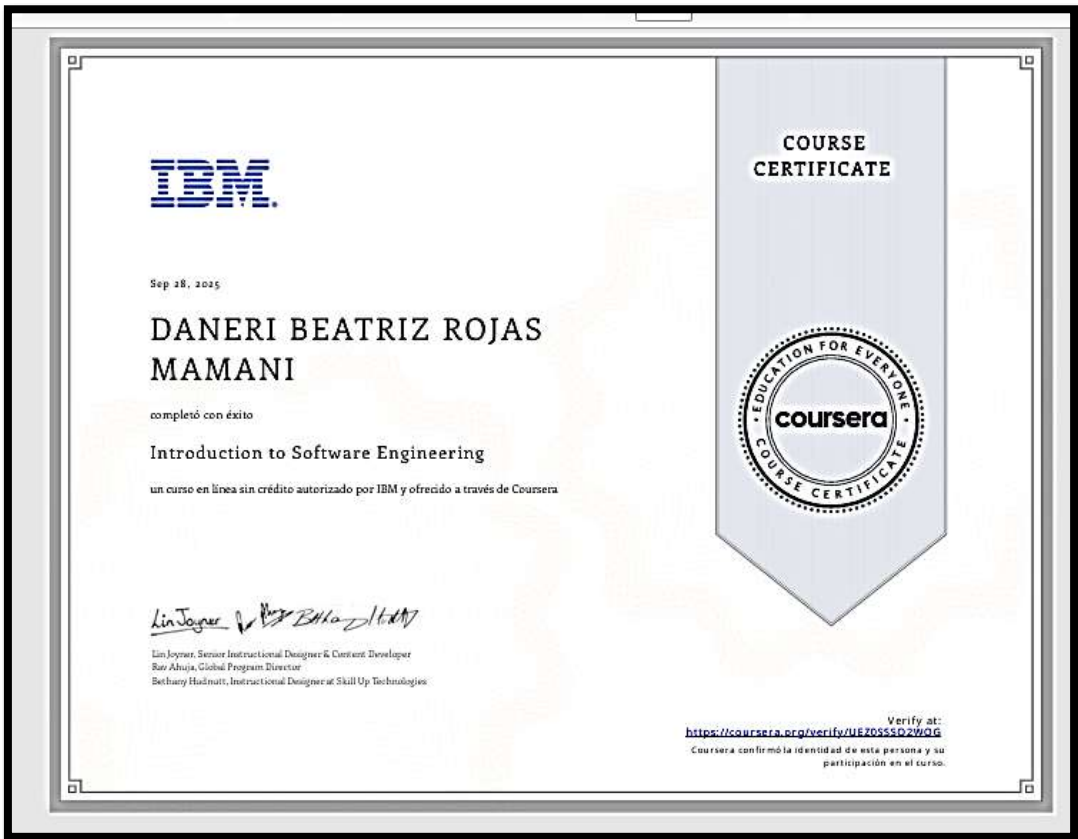 IBM
COURSE
CERTIFICATE
Sep 28, 2025
DANERI BEATRIZ ROJAS
MAMANI
completó con éxito
Introduction to Software Engineering
un curso en línea sin crédito autorizado por IBM y ofrecido a través de Coursera
EDUCATION FOR EVERYONE
coursera
COURSE CERTIFICATE
Lin Joyner
Lin Joyner, Senior Instructional Designer & Content Developer
Rav Ahuja, Global Program Director
Bethany Hudnutt, Instructional Designer at Skill Up Technologies
Verify at:
Coursera confirmó la identidad de esta persona y su
participación en el curso.